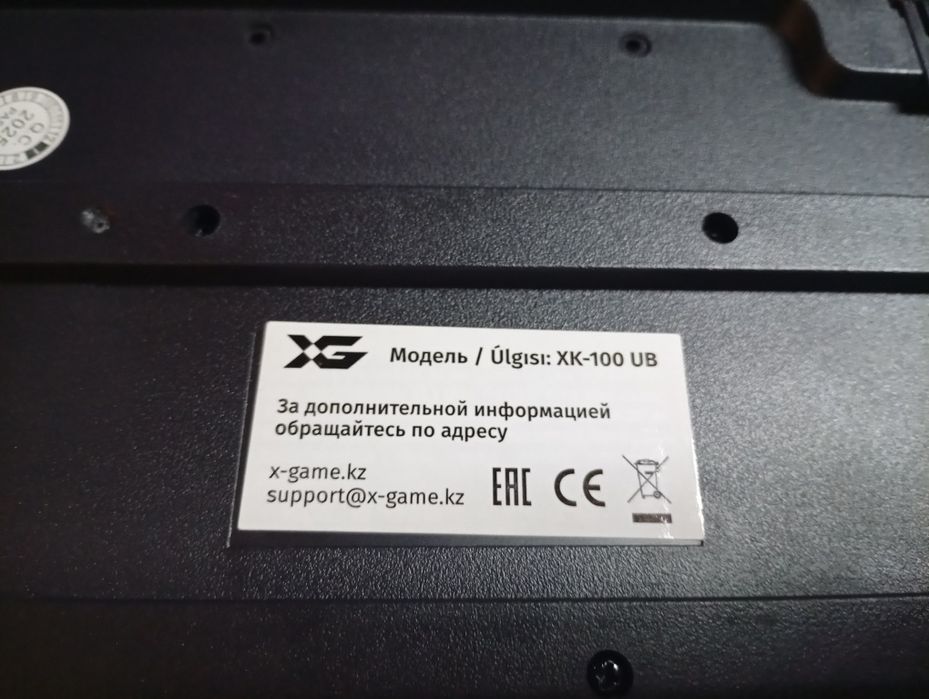 Q.C.
2025
XG
Модель / Úlgısı: XK-100 UB
За дополнительной информацией
обращайтесь по адресу
x-game.kz
support@x-game.kz
EAC CE